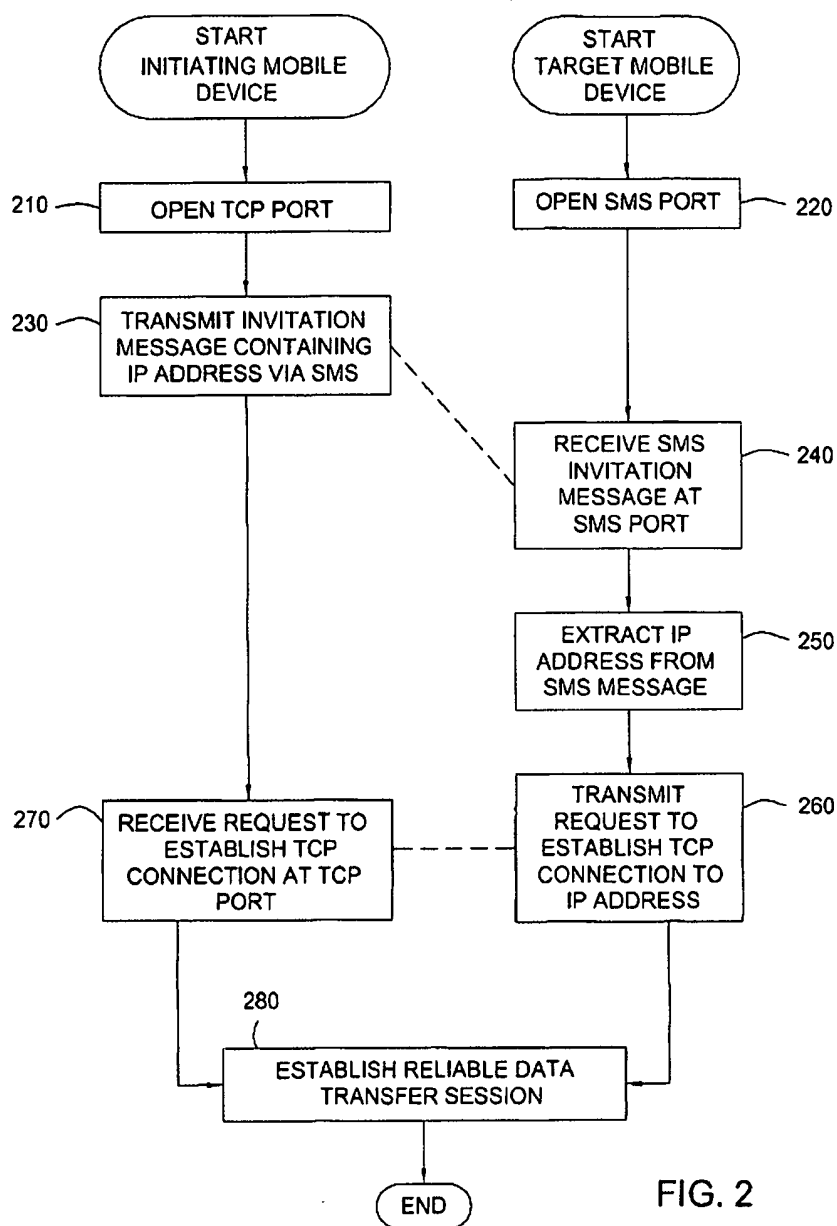 START
INITIATING MOBILE
DEVICE
START
TARGET MOBILE
DEVICE
210
OPEN TCP PORT
OPEN SMS PORT
220
230
TRANSMIT INVITATION
MESSAGE CONTAINING
IP ADDRESS VIA SMS
RECEIVE SMS
INVITATION
MESSAGE AT
SMS PORT
240
EXTRACT IP
ADDRESS FROM
SMS MESSAGE
250
270
RECEIVE REQUEST TO
ESTABLISH TCP
CONNECTION AT TCP
PORT
TRANSMIT
REQUEST TO
ESTABLISH TCP
CONNECTION TO
IP ADDRESS
260
280
ESTABLISH RELIABLE DATA
TRANSFER SESSION
END
FIG. 2